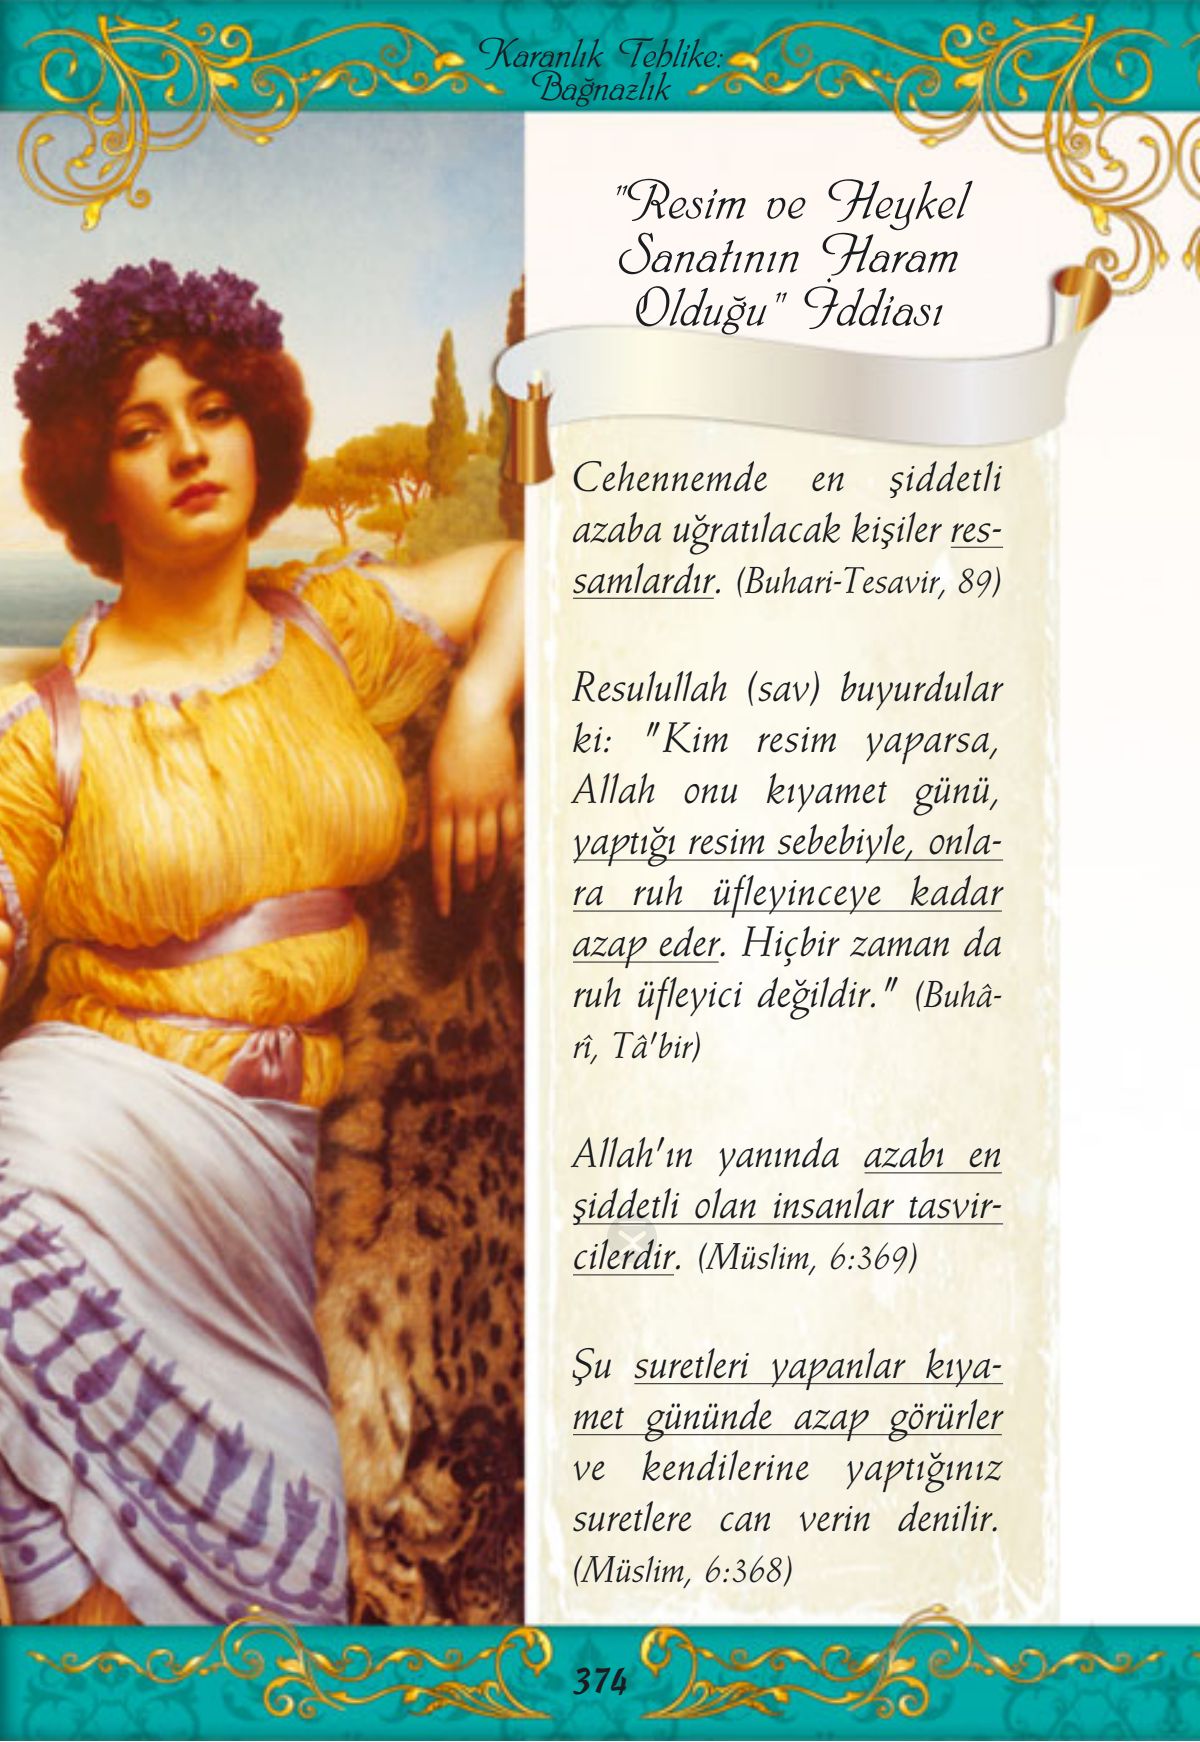 Karanlık Tehlike:
Bağnazlık
"Resim ve Heykel
Sanatının Haram
Olduğu" İddiası
Cehennemde en şiddetli
azaba uğratılacak kişiler res-
samlardır. (Buhari-Tesavir, 89)
Resulullah (sav) buyurdular
ki: "Kim resim yaparsa,
Allah onu kıyamet günü,
yaptığı resim sebebiyle, onla-
ra ruh üfleyinceye kadar
azap eder. Hiçbir zaman da
ruh üfleyici değildir." (Buhâ-
rî, Tâ'bir)
Allah'ın yanında azabı en
şiddetli olan insanlar tasvir-
cilerdir. (Müslim, 6:369)
Şu suretleri yapanlar kıya-
met gününde azap görürler
ve kendilerine yaptığınız
suretlere can verin denilir.
(Müslim, 6:368)
374